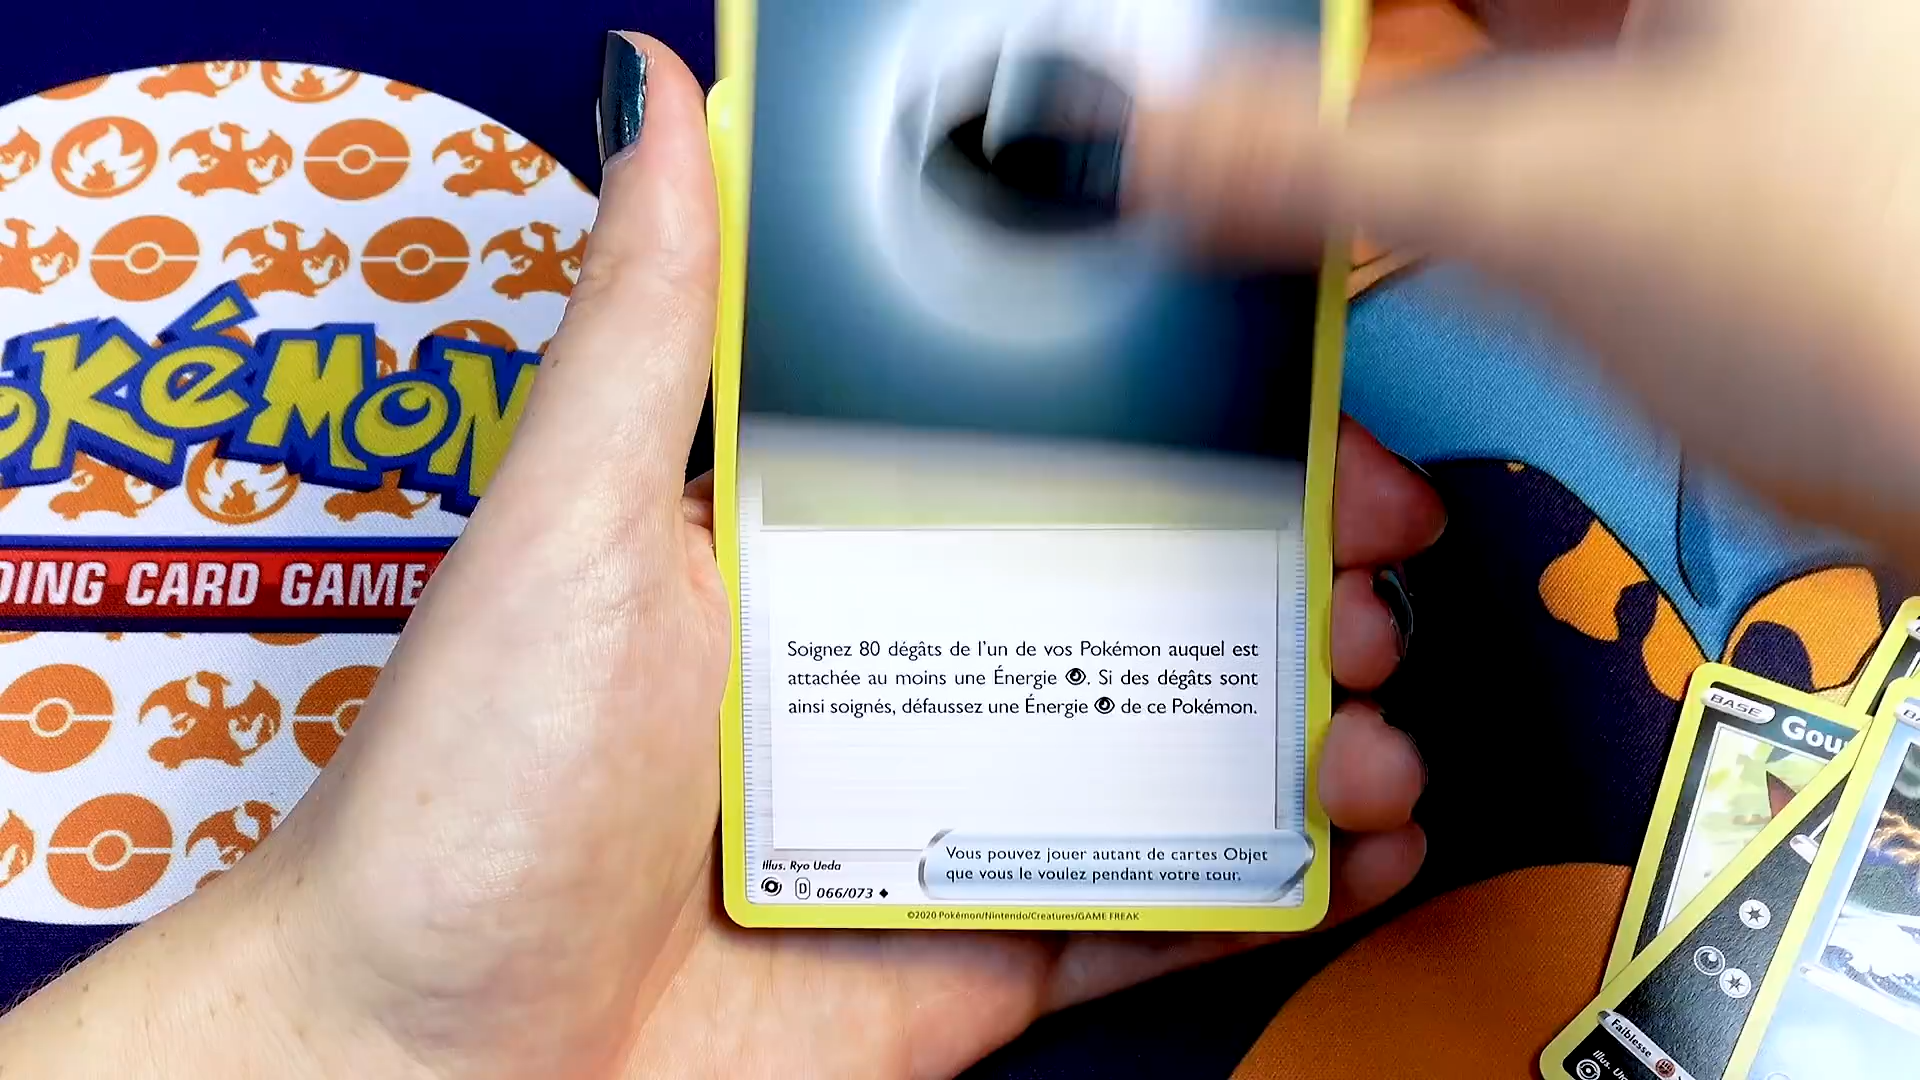 POKéMON
DING CARD GAME
Soignez 80 dégâts de l'un de vos Pokémon auquel est
attachée au moins une Énergie . Si des dégâts sont
ainsi soignés, défaussez une Énergie de ce Pokémon.
Vous pouvez jouer autant de cartes Objet
que vous le voulez pendant votre tour.
Illus. Ryo Ueda
D 066/073
©2020 Pokémon/Nintendo/Creatures/GAME FREAK
BASE
Gou
Faiblesse
Illus.